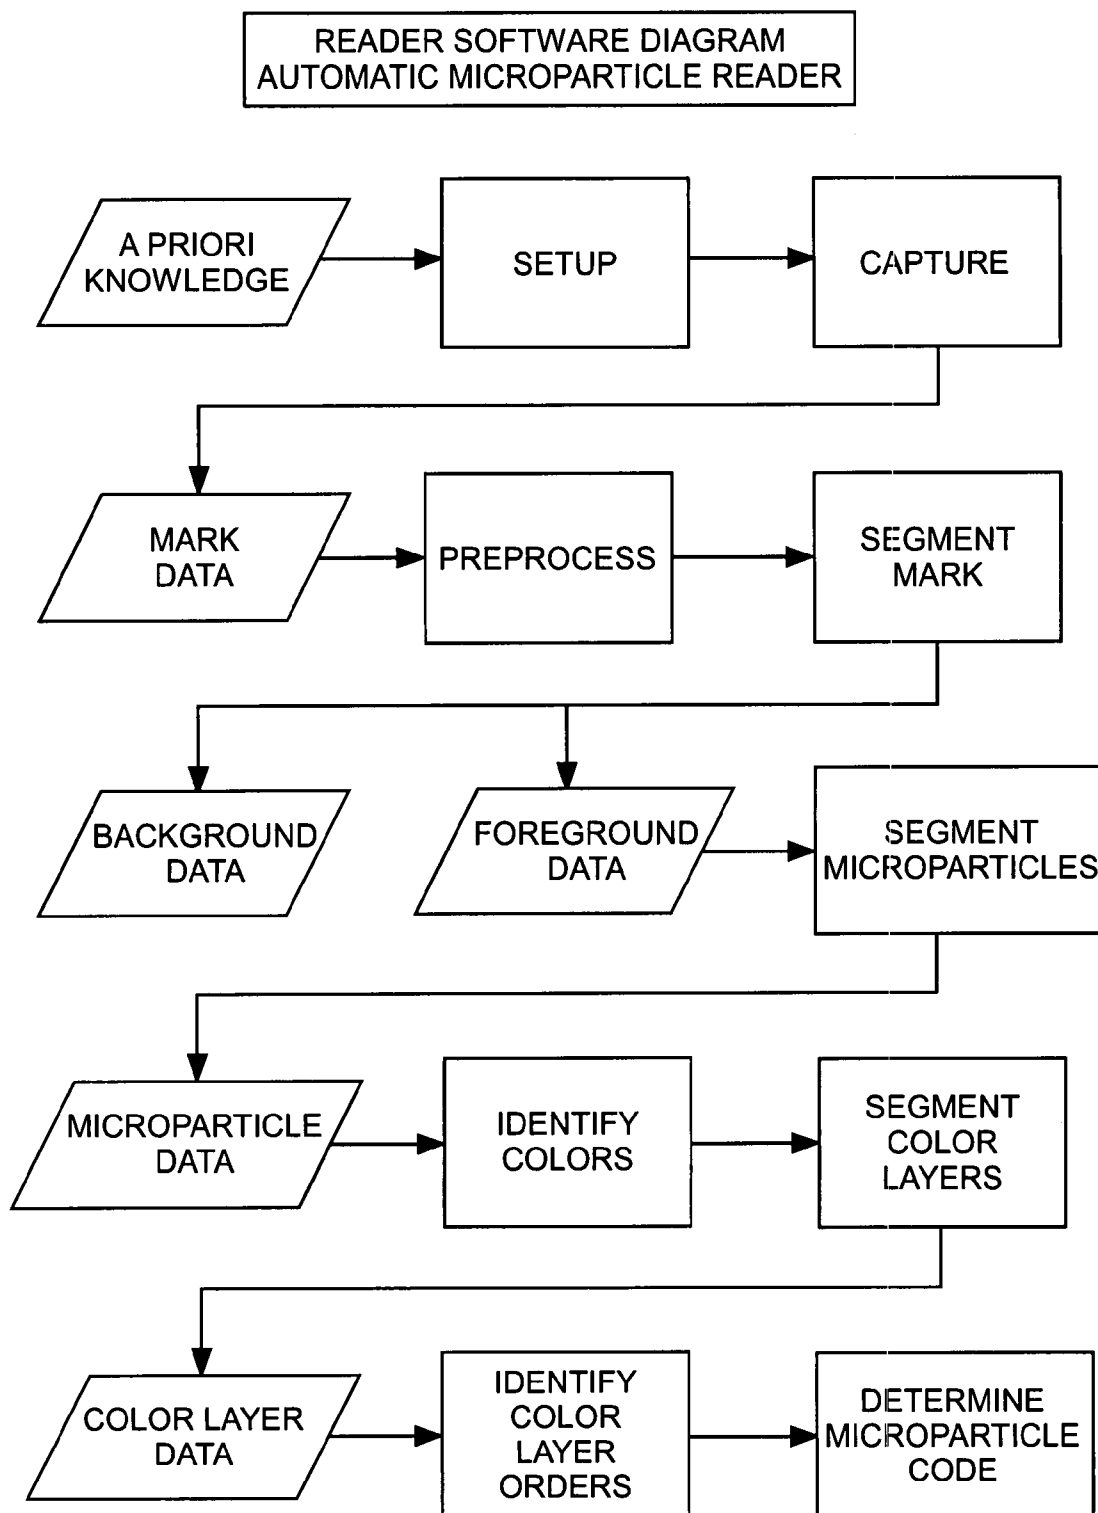 READER SOFTWARE DIAGRAM
AUTOMATIC MICROPARTICLE READER
A PRIORI
KNOWLEDGE
SETUP
CAPTURE
MARK
DATA
PREPROCESS
SEGMENT
MARK
BACKGROUND
DATA
FOREGROUND
DATA
SEGMENT
MICROPARTICLES
MICROPARTICLE
DATA
IDENTIFY
COLORS
SEGMENT
COLOR
LAYERS
COLOR LAYER
DATA
IDENTIFY
COLOR
LAYER
ORDERS
DETERMINE
MICROPARTICLE
CODE